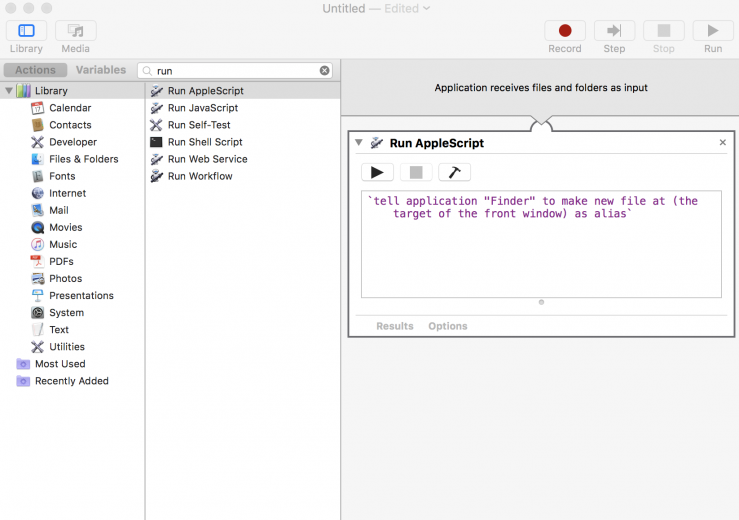 Untitled — Edited
Library
Media
Record
Step
Stop
Run
Actions
Variables
run
Library
Calendar
Contacts
Developer
Files & Folders
Fonts
Internet
Mail
Movies
Music
PDFs
Photos
Presentations
System
Text
Utilities
Most Used
Recently Added
Run AppleScript
Run JavaScript
Run Self-Test
Run Shell Script
Run Web Service
Run Workflow
Application receives files and folders as input
Run AppleScript
`tell application "Finder" to make new file at (the
target of the front window) as alias`
Results
Options